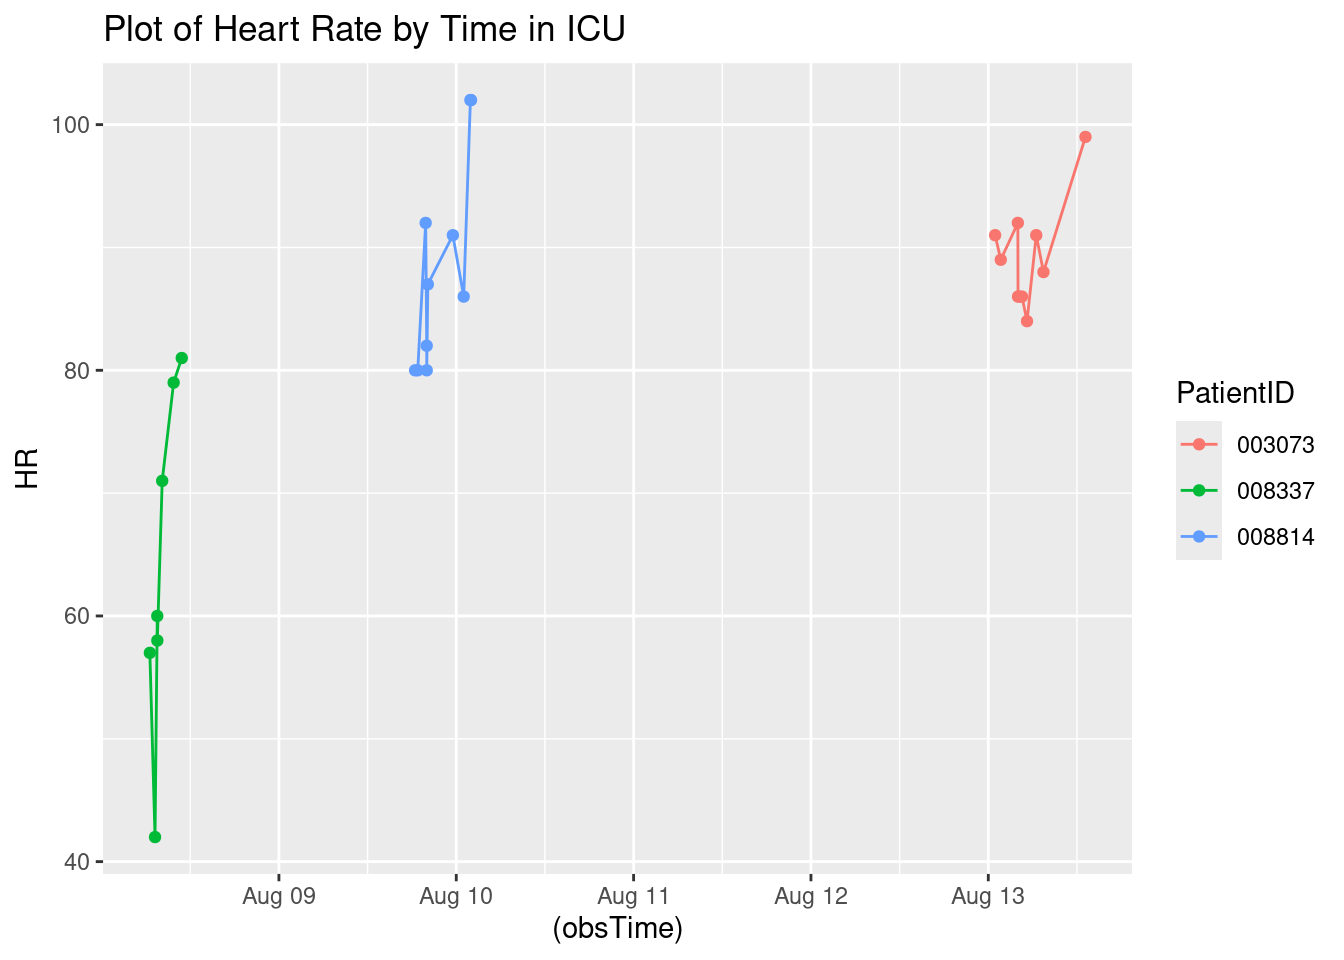 Plot of Heart Rate by Time in ICU
100
80
60
40
HR
Aug 09 Aug 10 Aug 11 Aug 12 Aug 13
(obsTime)
PatientID
003073
008337
008814